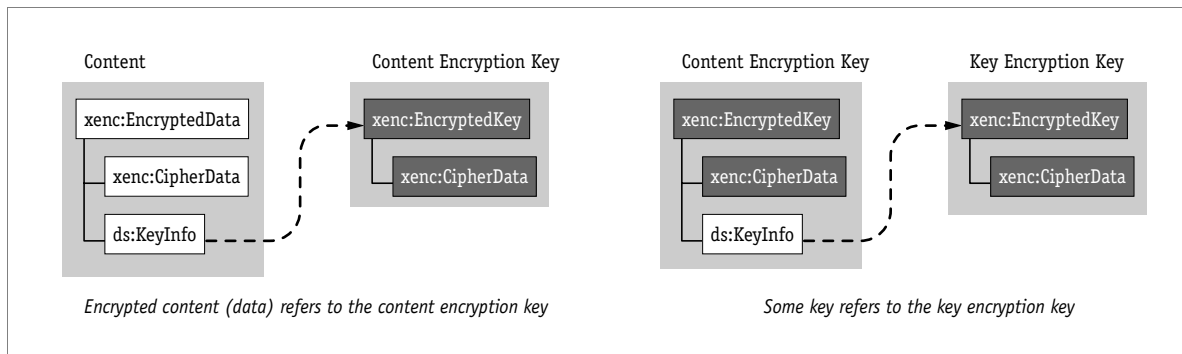 Content
xenc:EncryptedData
xenc:CipherData
ds:KeyInfo
Content Encryption Key
xenc:EncryptedKey
xenc:CipherData
Encrypted content (data) refers to the content encryption key
Content Encryption Key
xenc:EncryptedKey
xenc:CipherData
ds:KeyInfo
Key Encryption Key
xenc:EncryptedKey
xenc:CipherData
Some key refers to the key encryption key